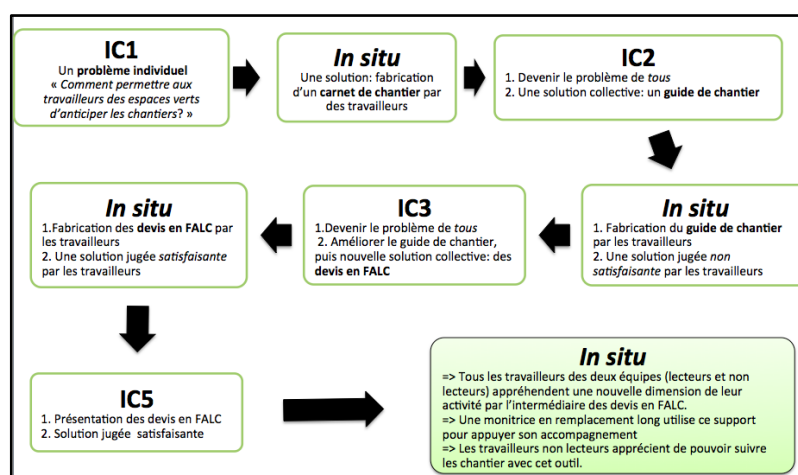 IC1
Un problème individuel
« Comment permettre aux
travailleurs des espaces verts
d'anticiper les chantiers? »
In situ
Une solution: fabrication
d'un carnet de chantier par
des travailleurs
IC2
1. Devenir le problème de tous
2. Une solution collective: un guide de chantier
In situ
1. Fabrication du guide de chantier
par les travailleurs
2. Une solution jugée non
satisfaisante par les travailleurs
IC3
1.Devenir le problème de tous
2. Améliorer le guide de chantier,
puis nouvelle solution collective: des
devis en FALC
In situ
1.Fabrication des devis en FALC par
les travailleurs
2. Une solution jugée satisfaisante
par les travailleurs
IC5
1. Présentation des devis en FALC
2. Solution jugée satisfaisante
In situ
=> Tous les travailleurs des deux équipes (lecteurs et non
lecteurs) appréhendent une nouvelle dimension de leur
activité par l'intermédiaire des devis en FALC.
=> Une monitrice en remplacement long utilise ce support
pour appuyer son accompagnement
=> Les travailleurs non lecteurs apprécient de pouvoir suivre
les chantier avec cet outil.